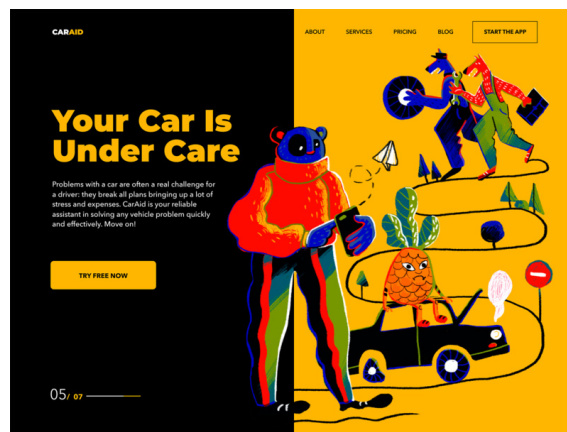 CARAID
ABOUT SERVICES PRICING BLOG START THE APP
Your Car Is
Under Care
Problems with a car are often a real challenge for
a driver: they break all plans bringing up a lot of
stress and expenses. CarAid is your reliable
assistant in solving any vehicle problem quickly
and effectively. Move on!
TRY FREE NOW
05/ 07